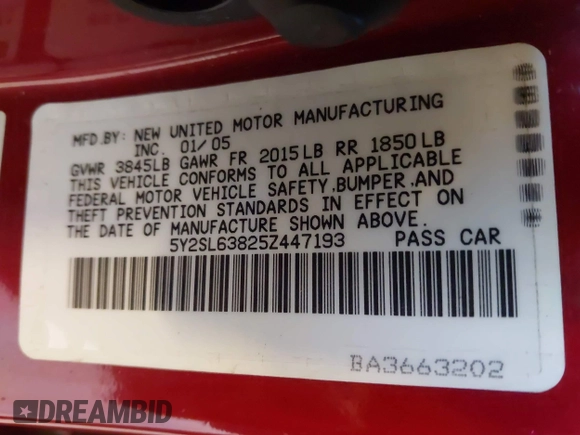 MFD.BY: NEW UNITED MOTOR MANUFACTURING
INC. 01/05
GVWR 3845LB GAWR FR 2015LB RR 1850LB
THIS VEHICLE CONFORMS TO ALL APPLICABLE
FEDERAL MOTOR VEHICLE SAFETY,BUMPER,AND
THEFT PREVENTION STANDARDS IN EFFECT ON
THE DATE OF MANUFACTURE SHOWN ABOVE.
5Y2SL63825Z447193 PASS CAR
BA3663202
DREAMBID